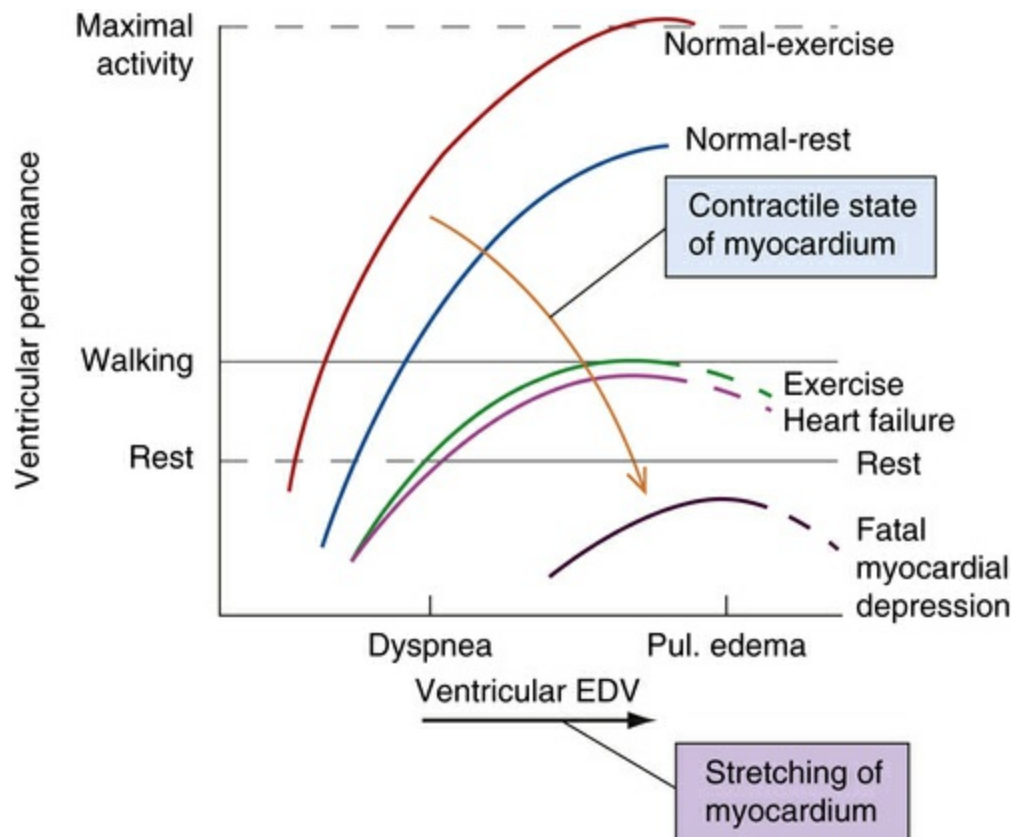 Maximal
activity
Normal-exercise
Normal-rest
Contractile state
of myocardium
Ventricular performance
Walking
Exercise
Heart failure
Rest
Rest
Fatal
myocardial
depression
Dyspnea
Pul. edema
Ventricular EDV
Stretching of
myocardium